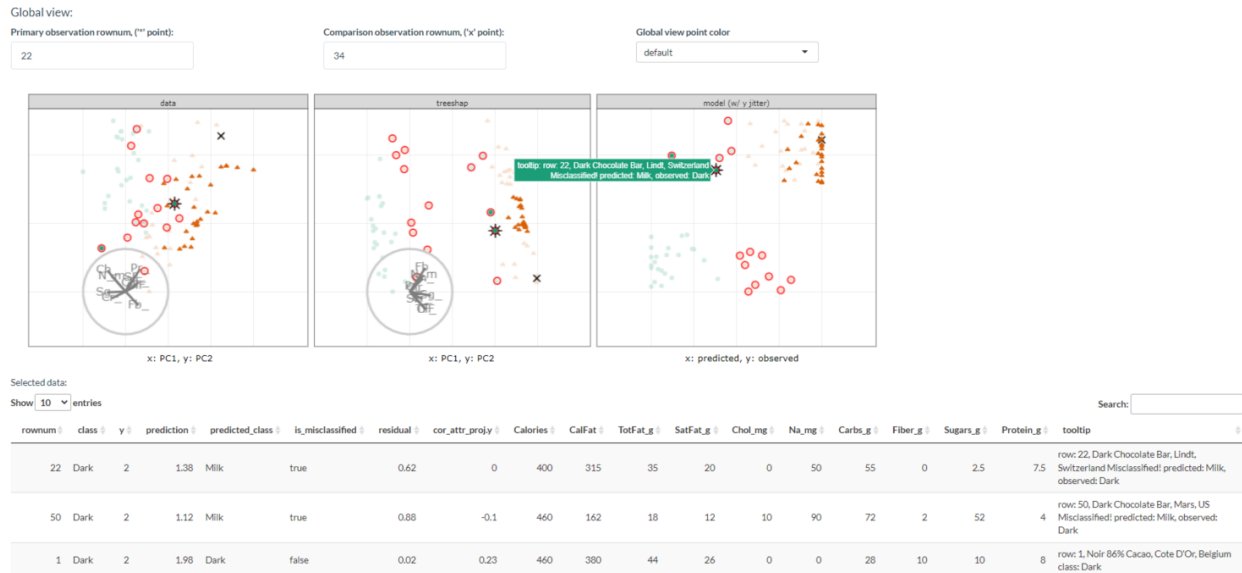 Global view:
Primary observation rownum, ('*' point): Comparison observation rownum, ('x' point): Global view point color
22 34 default
data treeshap model (w/ y jitter)
tooltip: row: 22, Dark Chocolate Bar, Lindt, Switzerland
Misclassified! predicted: Milk, observed: Dark
x: PC1, y: PC2 x: PC1, y: PC2 x: predicted, y: observed
Selected data:
Show 10 entries Search:
rownum class y prediction predicted_class is_misclassified residual cor_attr_proj.y Calories CalFat TotFat_g SatFat_g Chol_mg Na_mg Carbs_g Fiber_g Sugars_g Protein_g tooltip
22 Dark 2 1.38 Milk true 0.62 0 400 315 35 20 0 50 55 0 2.5 7.5 row: 22, Dark Chocolate Bar, Lindt,
Switzerland Misclassified! predicted: Milk,
observed: Dark
50 Dark 2 1.12 Milk true 0.88 -0.1 460 162 18 12 10 90 72 2 52 4 row: 50, Dark Chocolate Bar, Mars, US
Misclassified! predicted: Milk, observed:
Dark
1 Dark 2 1.98 Dark false 0.02 0.23 460 380 44 26 0 0 28 10 10 8 row: 1, Noir 86% Cacao, Cote D'Or, Belgium
class: Dark